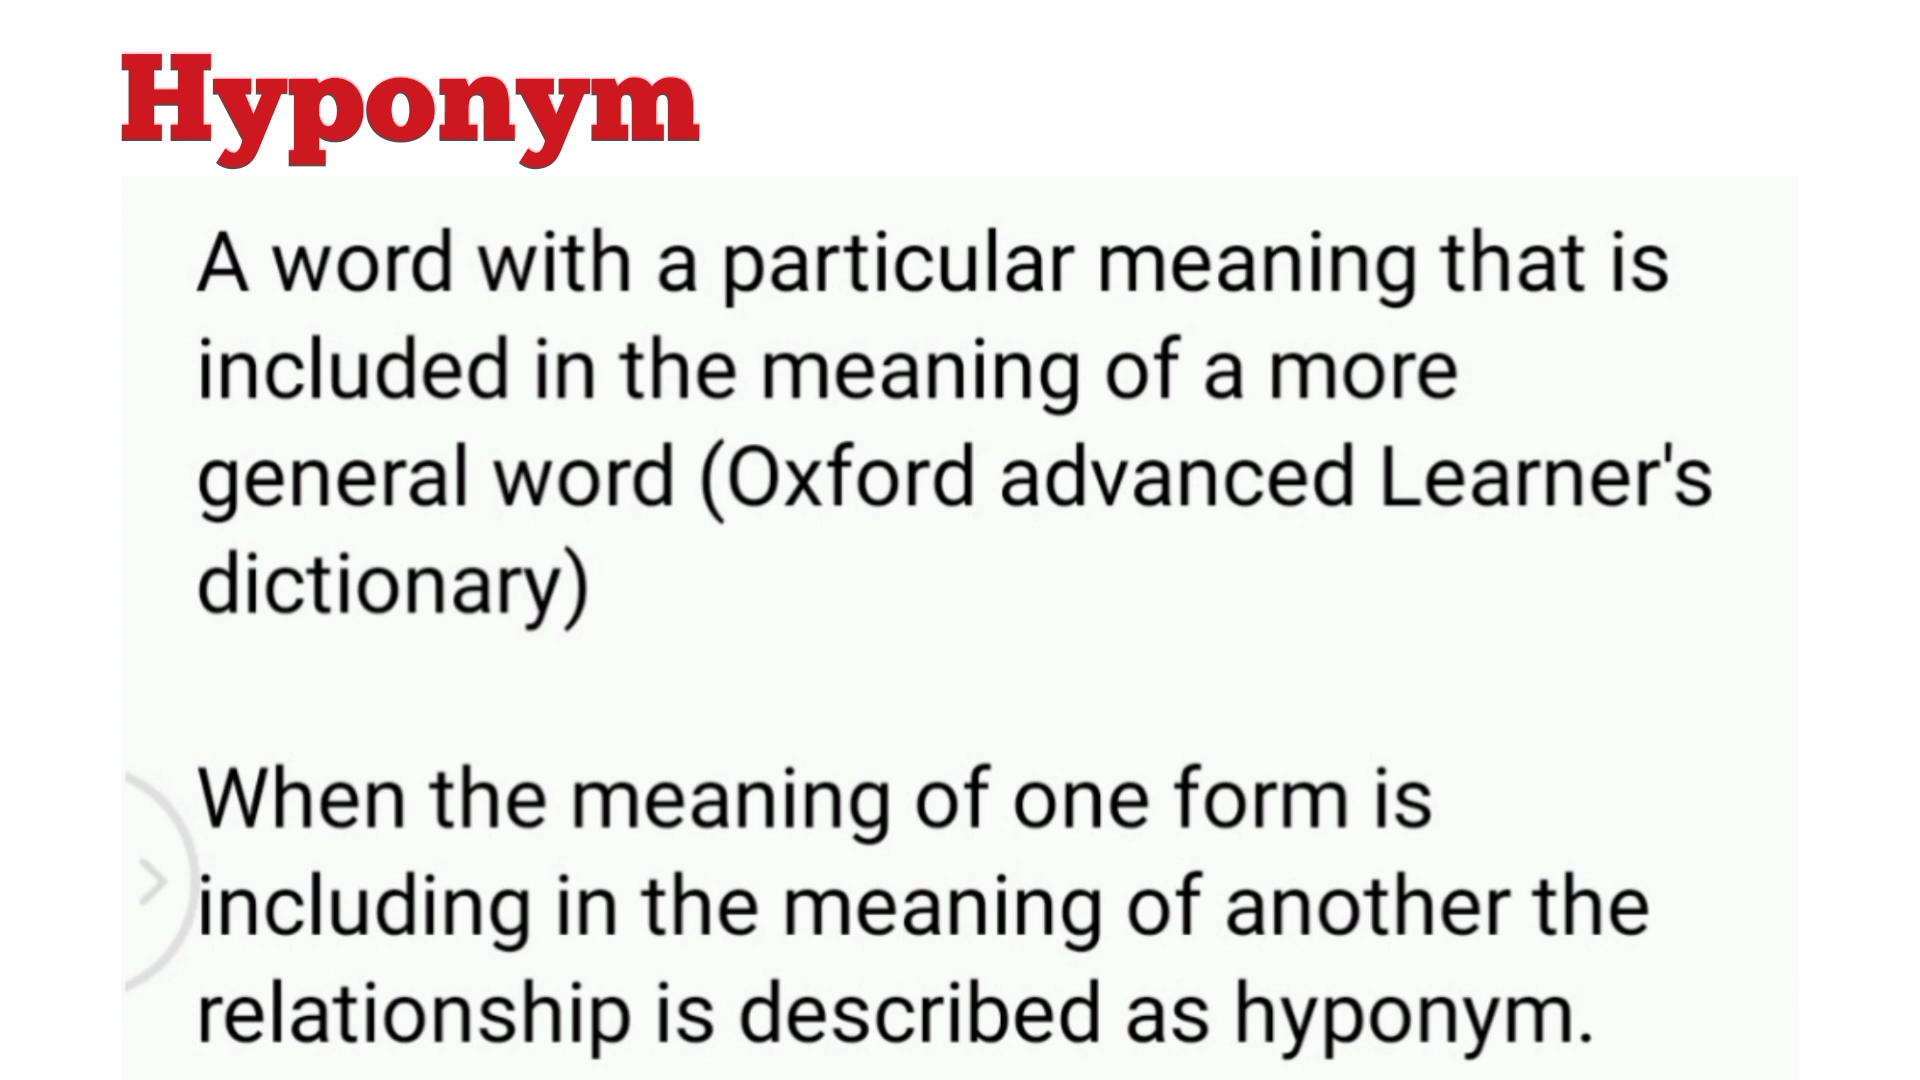 Hyponym
A word with a particular meaning that is
included in the meaning of a more
general word (Oxford advanced Learner's
dictionary)
When the meaning of one form is
including in the meaning of another the
relationship is described as hyponym.